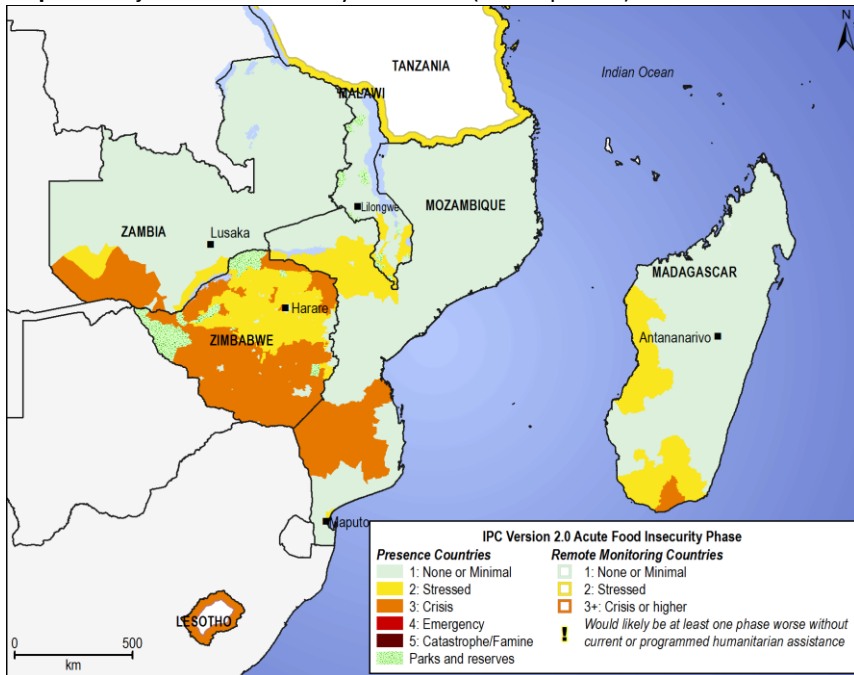 N
TANZANIA
Indian Ocean
MALAWI
Lilongwe
MOZAMBIQUE
ZAMBIA
Lusaka
MADAGASCAR
Harare
Antananarivo
ZIMBABWE
Maputo
LESOTHO
0 500
km
IPC Version 2.0 Acute Food Insecurity Phase
Presence Countries
1: None or Minimal
2: Stressed
3: Crisis
4: Emergency
5: Catastrophe/Famine
Parks and reserves
Remote Monitoring Countries
1: None or Minimal
2: Stressed
3+: Crisis or higher
! Would likely be at least one phase worse without
current or programmed humanitarian assistance